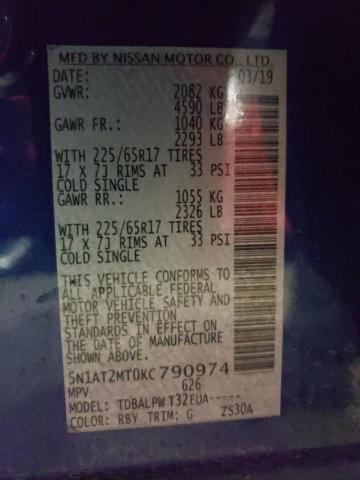 MFD BY NISSAN MOTOR CO., LTD.
DATE: 03/19
GVWR: 2082 KG
4590 LB
GAWR FR.: 1040 KG
2293 LB
WITH 225/65R17 TIRES
17 X 7J RIMS AT 33 PSI
COLD SINGLE
GAWR RR.: 1055 KG
2326 LB
WITH 225/65R17 TIRES
17 X 7J RIMS AT 33 PSI
COLD SINGLE
THIS VEHICLE CONFORMS TO
ALL APPLICABLE FEDERAL
MOTOR VEHICLE SAFETY AND
THEFT PREVENTION
STANDARDS IN EFFECT ON
THE DATE OF MANUFACTURE
SHOWN ABOVE.
5N1AT2MT0KC790974
MPV 626
MODEL: TDBALPW T32EUA-----
COLOR: RBY TRIM: G ZS30A